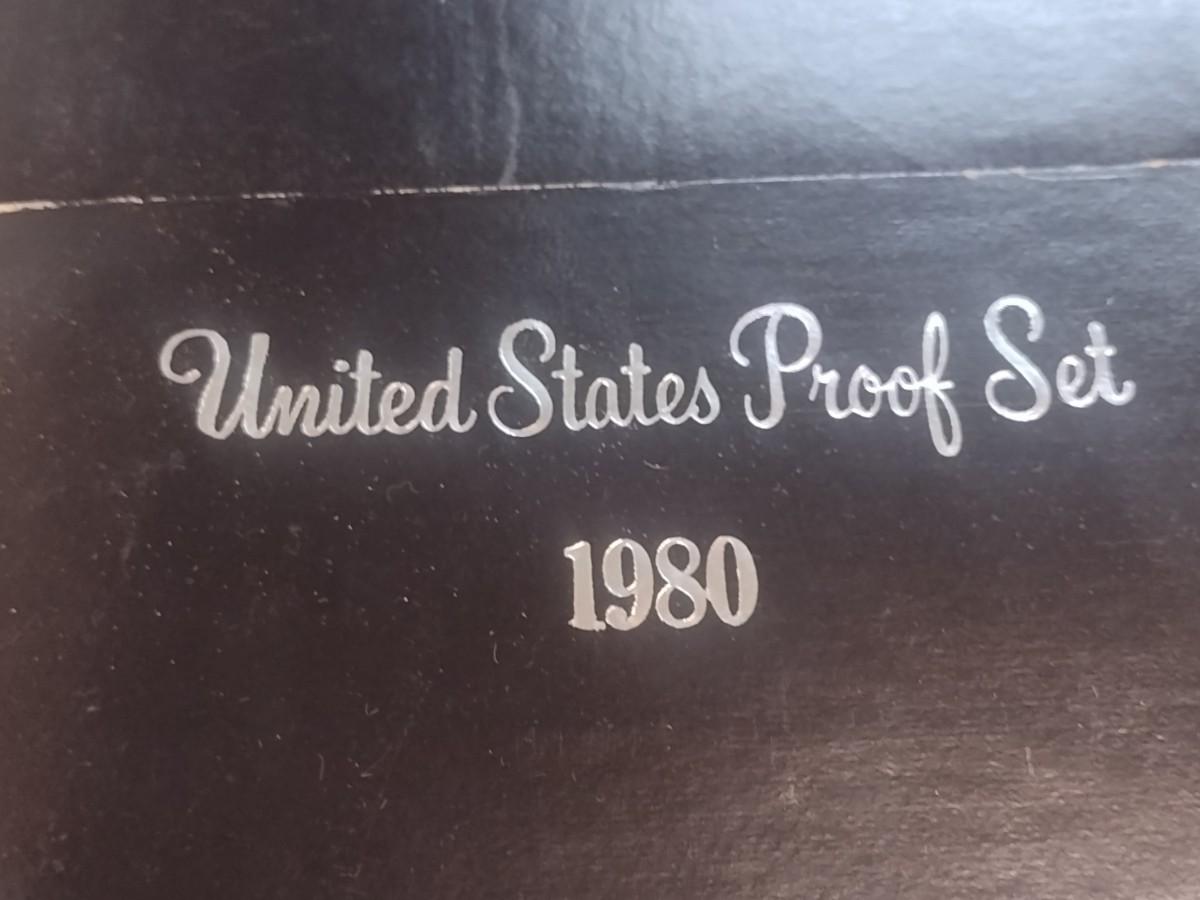 United States Proof Set
1980